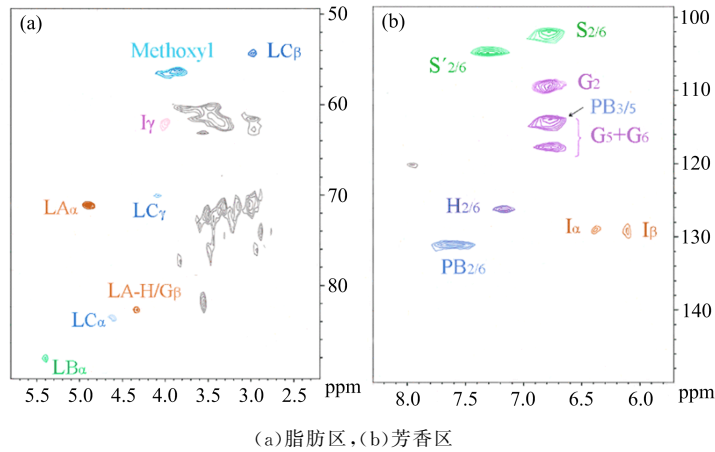 (a)
Methoxyl
LCβ
Iγ
LAα
LCγ
LA-H/Gβ
LCα
LBα
50
60
70
80
ppm
5.5 5.0 4.5 4.0 3.5 3.0 2.5
(b)
S2/6
S′2/6
G2
PB3/5
G5+G6
H2/6
Iα
Iβ
PB2/6
100
110
120
130
140
8.0 7.5 7.0 6.5 6.0
ppm
(a)脂肪区,(b)芳香区